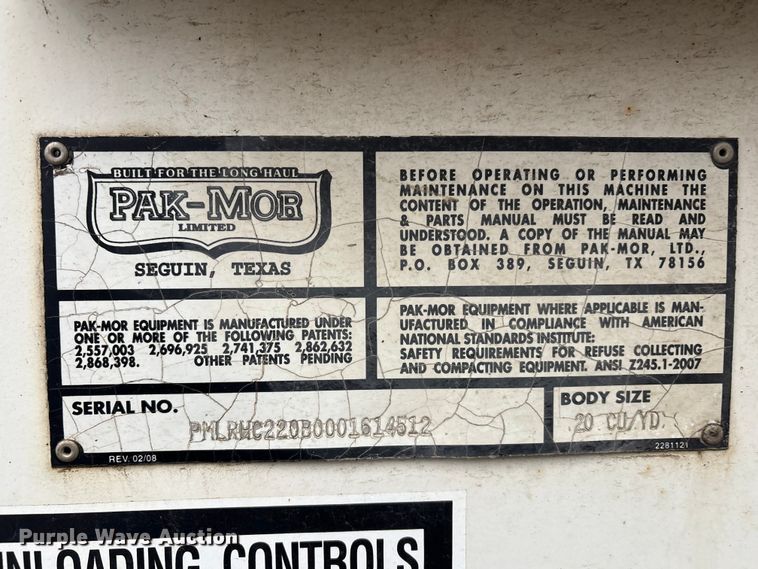 BUILT FOR THE LONG HAUL
PAK-MOR
LIMITED
SEGUIN, TEXAS
BEFORE OPERATING OR PERFORMING
MAINTENANCE ON THIS MACHINE THE
CONTENT OF THE OPERATION, MAINTENANCE
& PARTS MANUAL MUST BE READ AND
UNDERSTOOD. A COPY OF THE MANUAL MAY
BE OBTAINED FROM PAK-MOR, LTD.,
P.O. BOX 389, SEGUIN, TX 78156
PAK-MOR EQUIPMENT IS MANUFACTURED UNDER
ONE OR MORE OF THE FOLLOWING PATENTS:
2,557,003 2,696,925 2,741,375 2,862,632
2,868,398. OTHER PATENTS PENDING
PAK-MOR EQUIPMENT WHERE APPLICABLE IS MAN-
UFACTURED IN COMPLIANCE WITH AMERICAN
NATIONAL STANDARDS INSTITUTE:
SAFETY REQUIREMENTS FOR REFUSE COLLECTING
AND COMPACTING EQUIPMENT. ANSI Z245.1-2007
SERIAL NO. PMLRHC220B0001614512
BODY SIZE
20 CU/YD.
REV. 02/08
2281121
Purple Wave Auction
UNLOADING CONTROLS